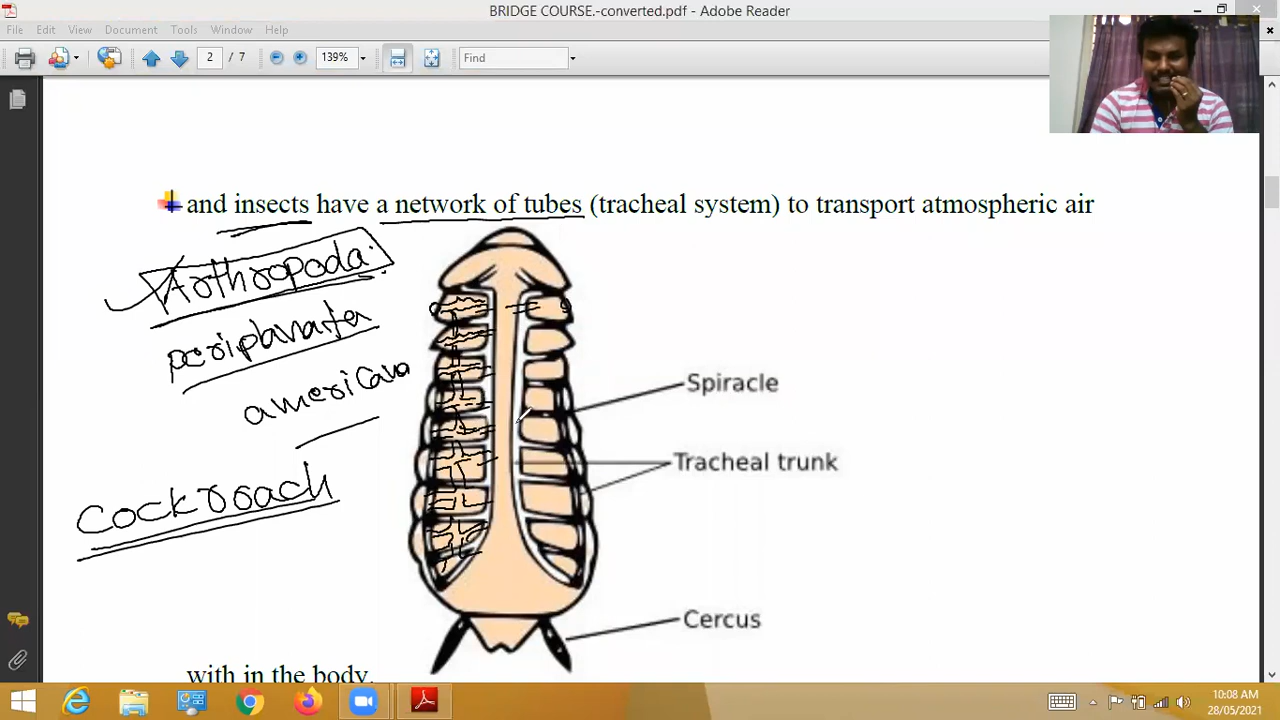 BRIDGE COURSE.-converted.pdf - Adobe Reader
File Edit View Document Tools Window Help
2 / 7 139% Find
and insects have a network of tubes (tracheal system) to transport atmospheric air
Arthropoda
periplanata
americana
Cockroach
Spiracle
Tracheal trunk
Cercus
with in the body.
10:08 AM
28/05/2021